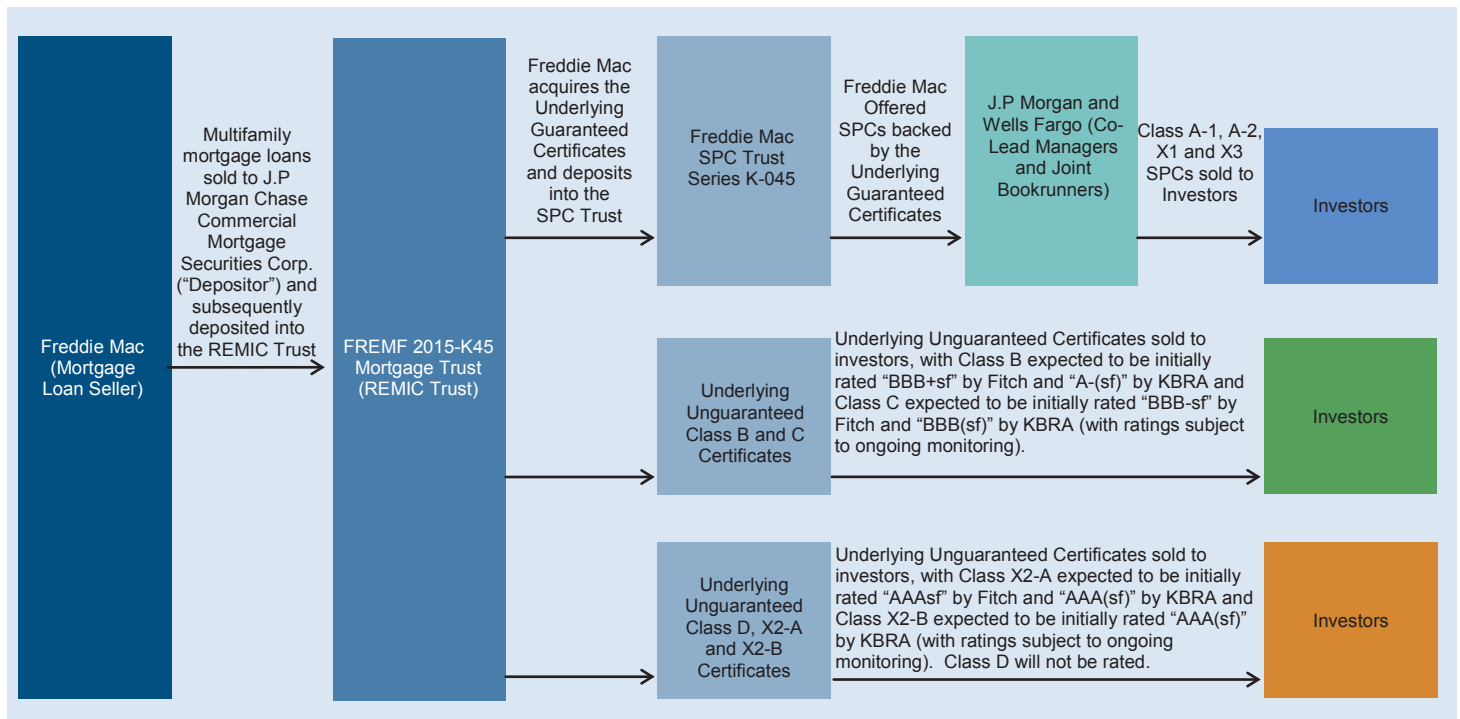 Freddie Mac
(Mortgage
Loan Seller)
Multifamily
mortgage loans
sold to J.P
Morgan Chase
Commercial
Mortgage
Securities Corp.
(“Depositor”) and
subsequently
deposited into
the REMIC Trust
FREMF 2015-K45
Mortgage Trust
(REMIC Trust)
Freddie Mac
acquires the
Underlying
Guaranteed
Certificates
and deposits
into the
SPC Trust
Freddie Mac
SPC Trust
Series K-045
Freddie Mac
Offered
SPCs backed
by the
Underlying
Guaranteed
Certificates
J.P Morgan and
Wells Fargo (Co-
Lead Managers
and Joint
Bookrunners)
Class A-1, A-2,
X1 and X3
SPCs sold to
Investors
Investors
Underlying
Unguaranteed
Class B and C
Certificates
Underlying Unguaranteed Certificates sold to
investors, with Class B expected to be initially
rated “BBB+sf” by Fitch and “A-(sf)” by KBRA and
Class C expected to be initially rated “BBB-sf” by
Fitch and “BBB(sf)” by KBRA (with ratings subject
to ongoing monitoring).
Investors
Underlying
Unguaranteed
Class D, X2-A
and X2-B
Certificates
Underlying Unguaranteed Certificates sold to
investors, with Class X2-A expected to be initially
rated “AAAsf” by Fitch and “AAA(sf)” by KBRA and
Class X2-B expected to be initially rated “AAA(sf)”
by KBRA (with ratings subject to ongoing
monitoring).  Class D will not be rated.
Investors